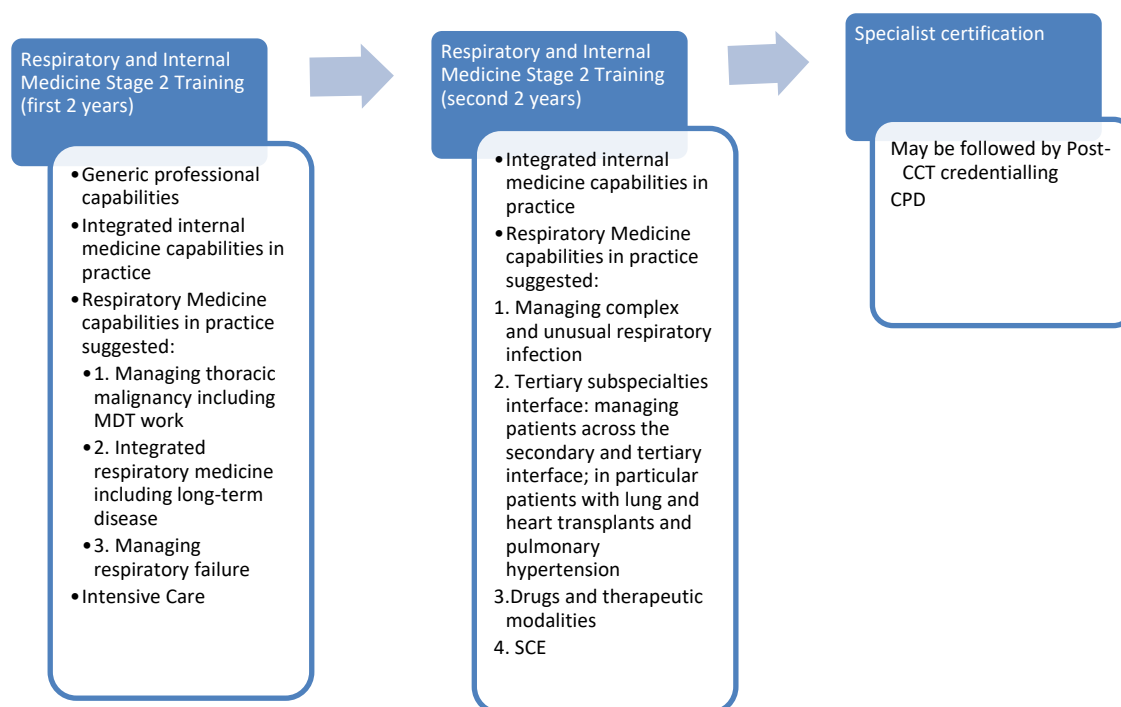 Respiratory and Internal
Medicine Stage 2 Training
(first 2 years)
•Generic professional
capabilities
•Integrated internal
medicine capabilities in
practice
•Respiratory Medicine
capabilities in practice
suggested:
•1. Managing thoracic
malignancy including
MDT work
•2. Integrated
respiratory medicine
including long-term
disease
•3. Managing
respiratory failure
•Intensive Care
Respiratory and Internal
Medicine Stage 2 Training
(second 2 years)
•Integrated internal
medicine capabilities in
practice
•Respiratory Medicine
capabilities in practice
suggested:
1. Managing complex
and unusual respiratory
infection
2. Tertiary subspecialties
interface: managing
patients across the
secondary and tertiary
interface; in particular
patients with lung and
heart transplants and
pulmonary
hypertension
3.Drugs and therapeutic
modalities
4. SCE
Specialist certification
May be followed by Post-
CCT credentialling
CPD